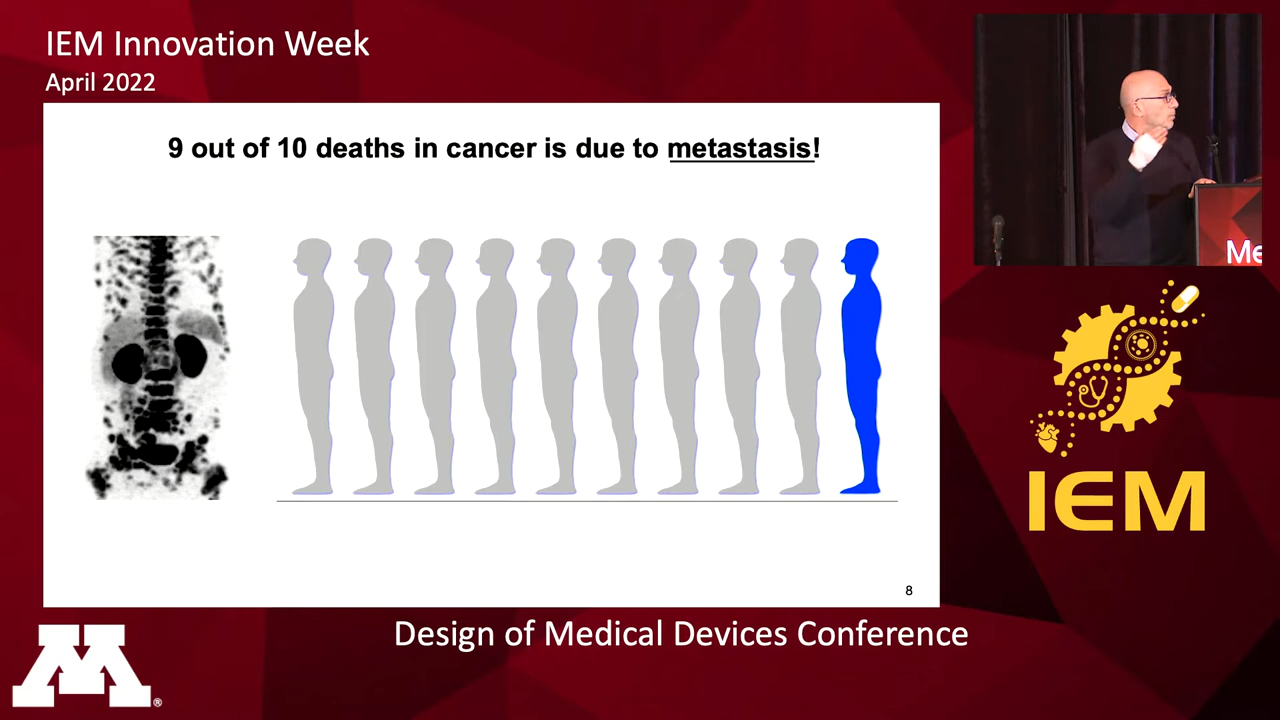 IEM Innovation Week
April 2022
9 out of 10 deaths in cancer is due to metastasis!
8
Me
IEM
Design of Medical Devices Conference
M®